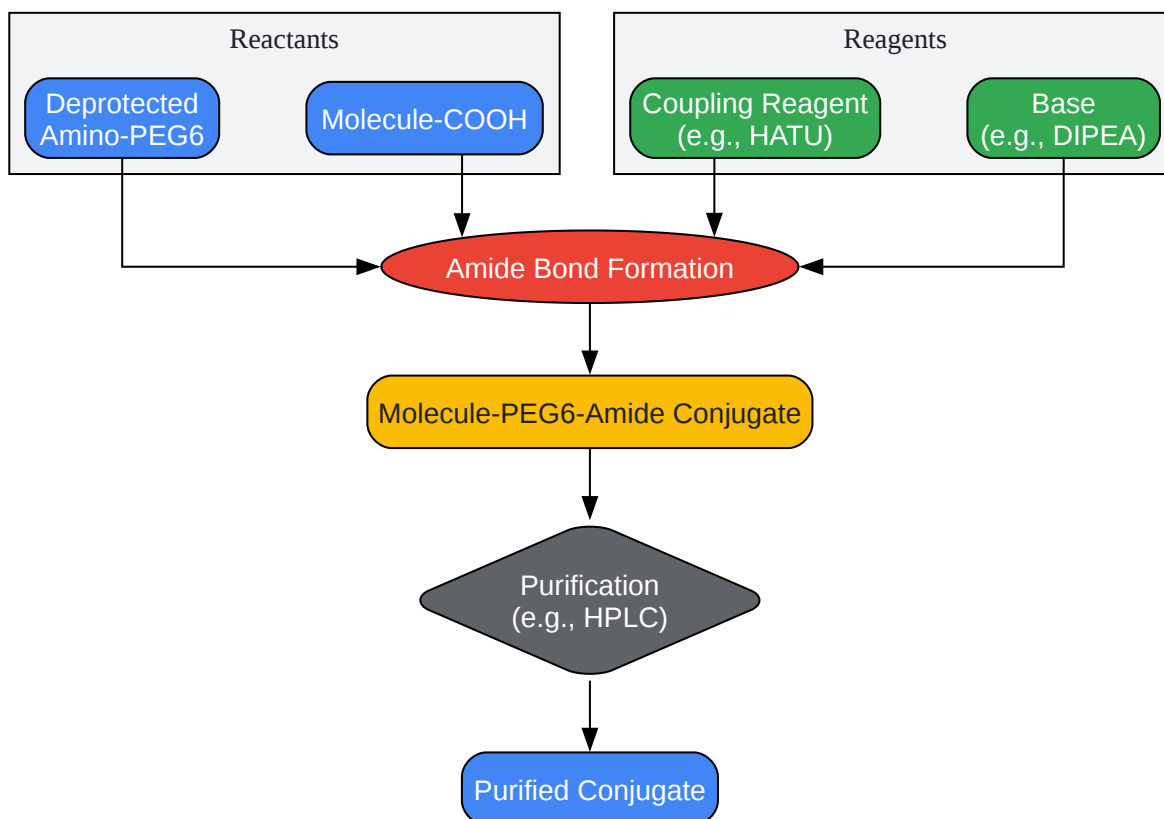 Reactants
Reagents
Deprotected
Amino-PEG6
Molecule-COOH
Coupling Reagent
(e.g., HATU)
Base
(e.g., DIPEA)
Amide Bond Formation
Molecule-PEG6-Amide Conjugate
Purification
(e.g., HPLC)
Purified Conjugate